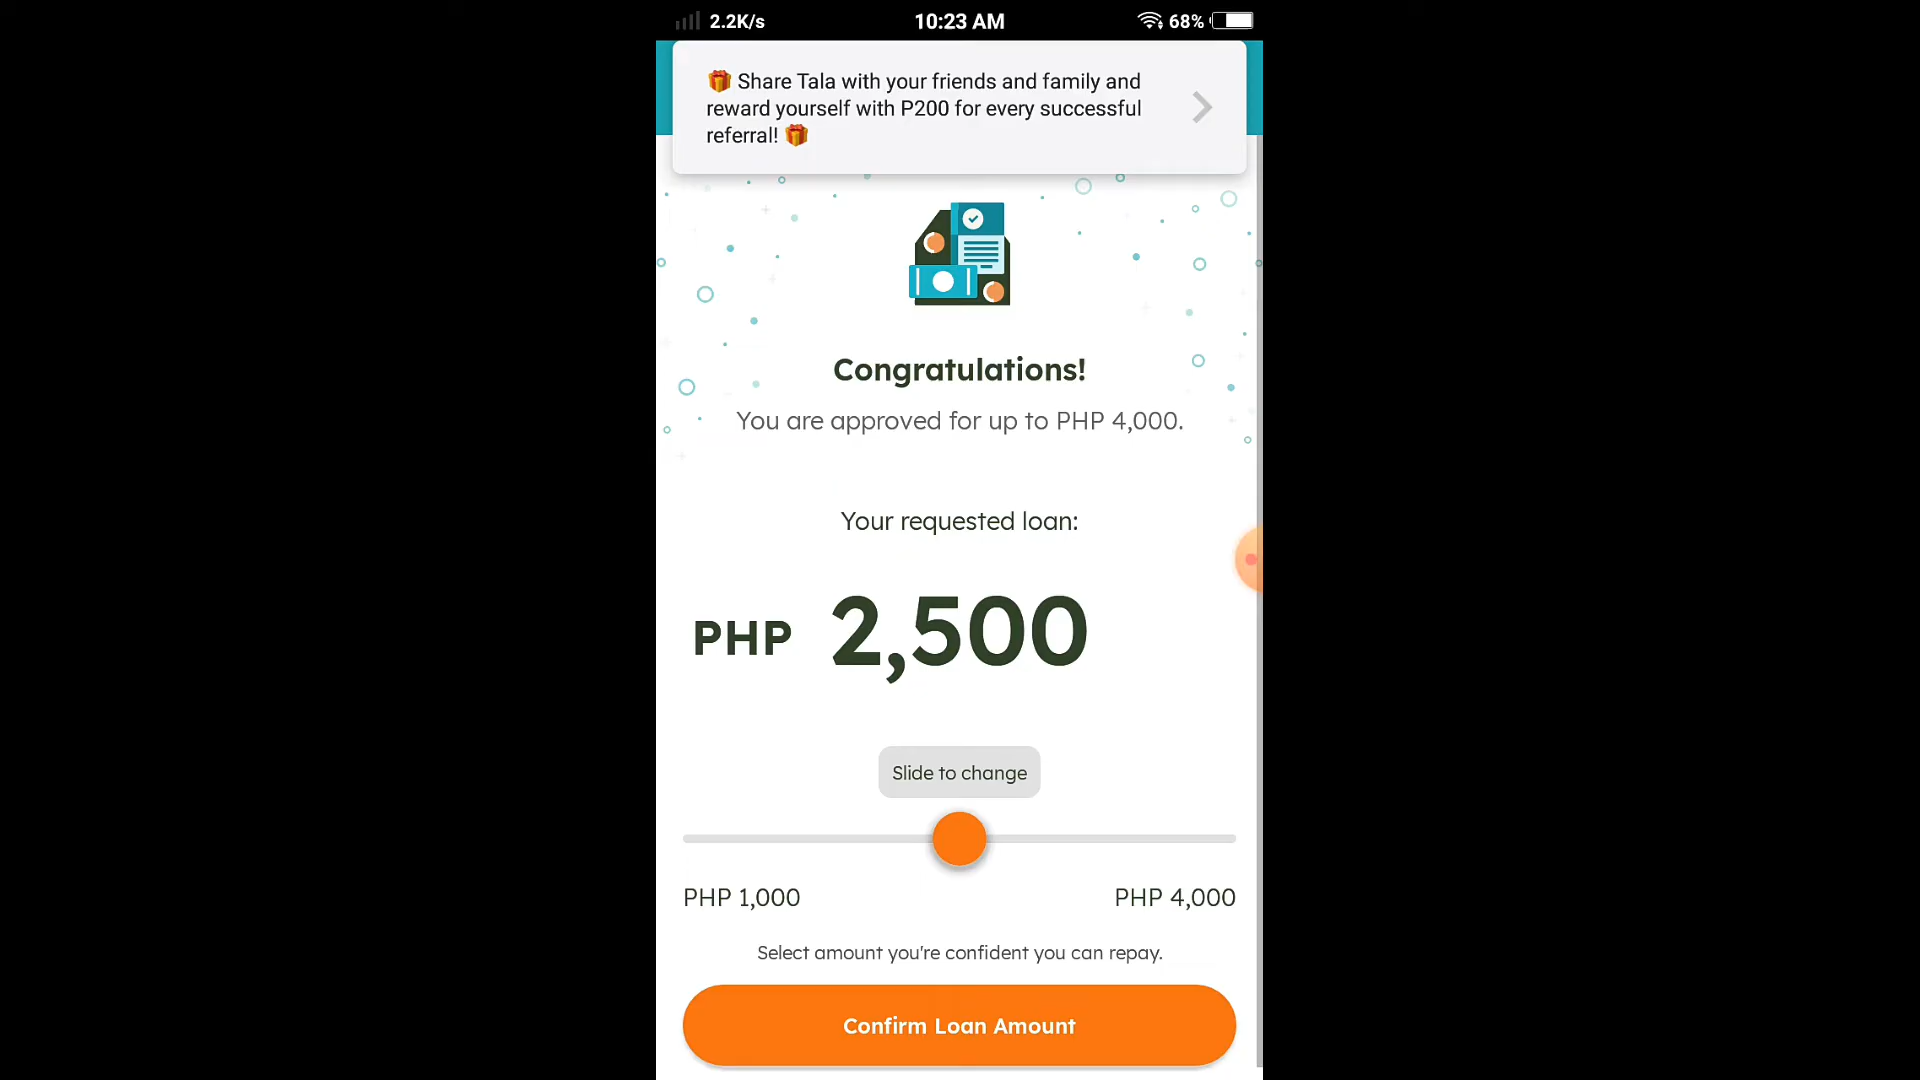 2.2K/s 10:23 AM 68%
🎁 Share Tala with your friends and family and
reward yourself with P200 for every successful
referral! 🎁
Congratulations!
You are approved for up to PHP 4,000.
Your requested loan:
PHP 2,500
Slide to change
PHP 1,000 PHP 4,000
Select amount you're confident you can repay.
Confirm Loan Amount